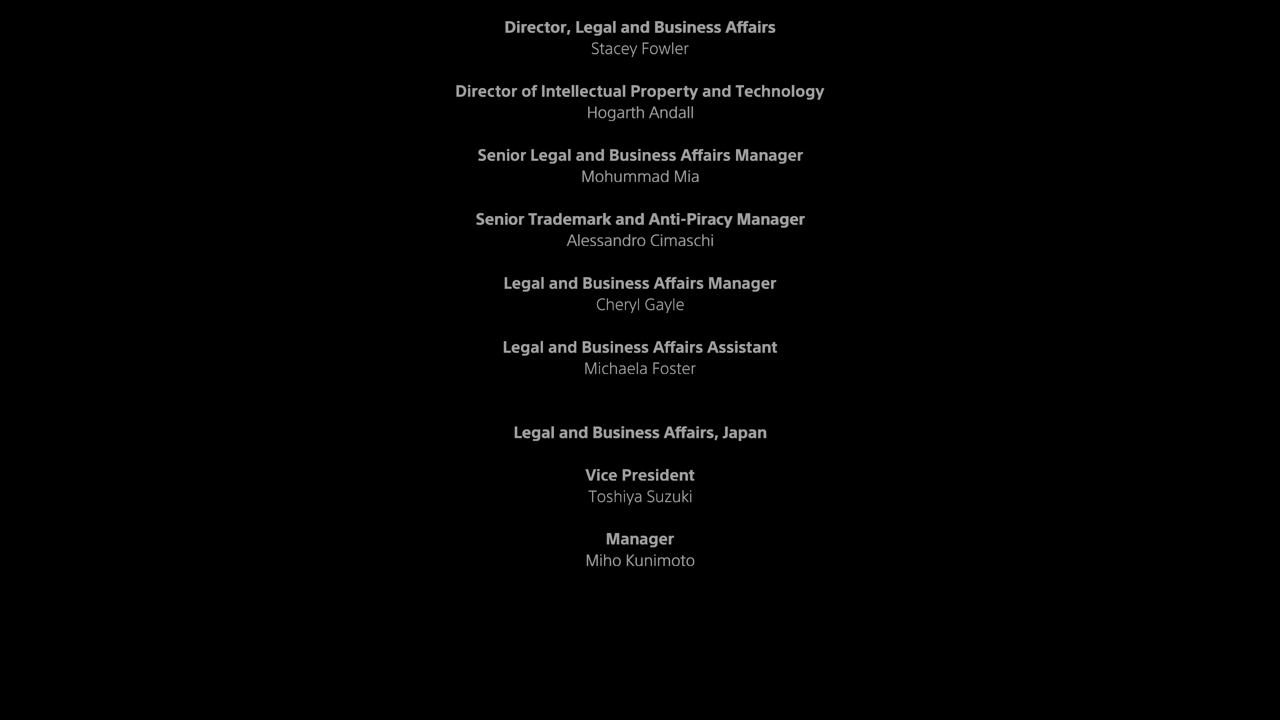 Director, Legal and Business Affairs
Stacey Fowler
Director of Intellectual Property and Technology
Hogarth Andall
Senior Legal and Business Affairs Manager
Mohummad Mia
Senior Trademark and Anti-Piracy Manager
Alessandro Cimaschi
Legal and Business Affairs Manager
Cheryl Gayle
Legal and Business Affairs Assistant
Michaela Foster
Legal and Business Affairs, Japan
Vice President
Toshiya Suzuki
Manager
Miho Kunimoto